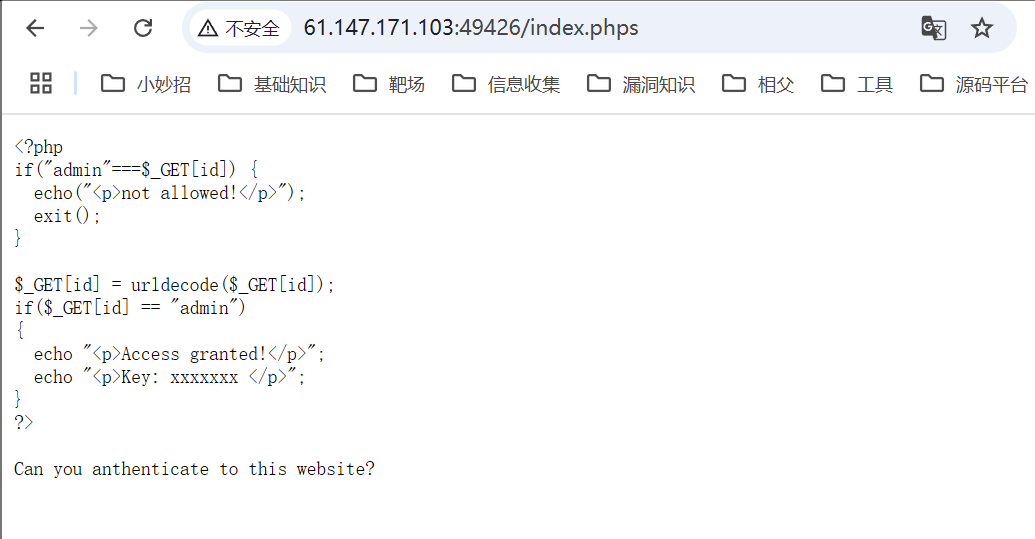 不安全 61.147.171.103:49426/index.phps
小妙招 基础知识 靶场 信息收集 漏洞知识 相父 工具 源码平台
<?php
if("admin"===$_GET[id]) {
  echo("<p>not allowed!</p>");
  exit();
}

$_GET[id] = urldecode($_GET[id]);
if($_GET[id] == "admin")
{
  echo "<p>Access granted!</p>";
  echo "<p>Key: xxxxxxx </p>";
}
?>

Can you anthenticate to this website?